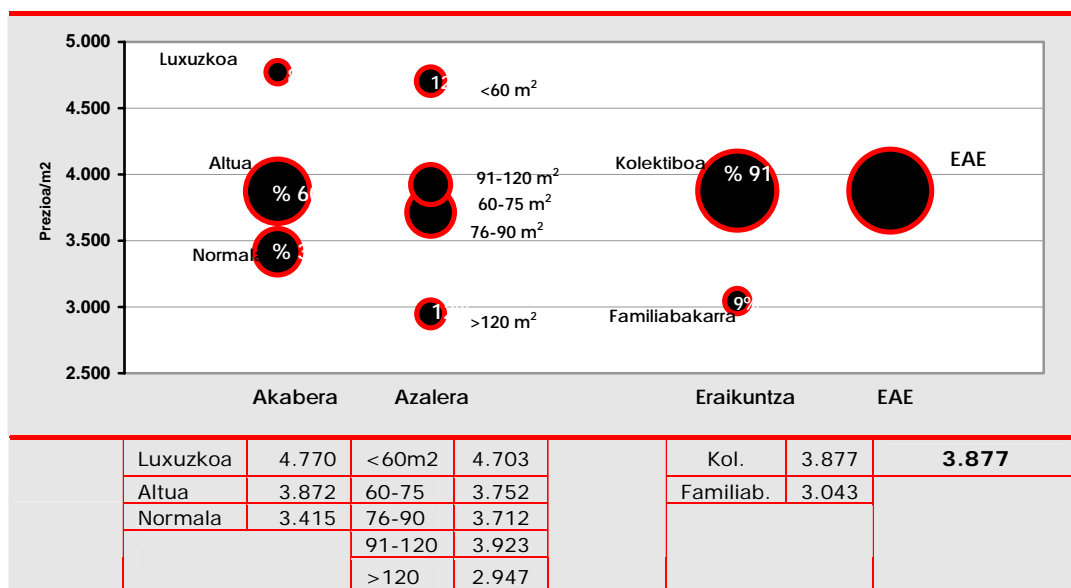 5.000
4.500
4.000
3.500
3.000
2.500
Prezioa/m2
Luxuzkoa
Altua
Normala
%
%
<60 m²
91-120 m²
60-75 m²
76-90 m²
>120 m²
Kolektiboa
% 91
Familiabakarra
9%
EAE
Akabera Azalera Eraikuntza EAE
Luxuzkoa 4.770 <60m2 4.703 Kol. 3.877 3.877
Altua 3.872 60-75 3.752 Familiab. 3.043
Normala 3.415 76-90 3.712
91-120 3.923
>120 2.947